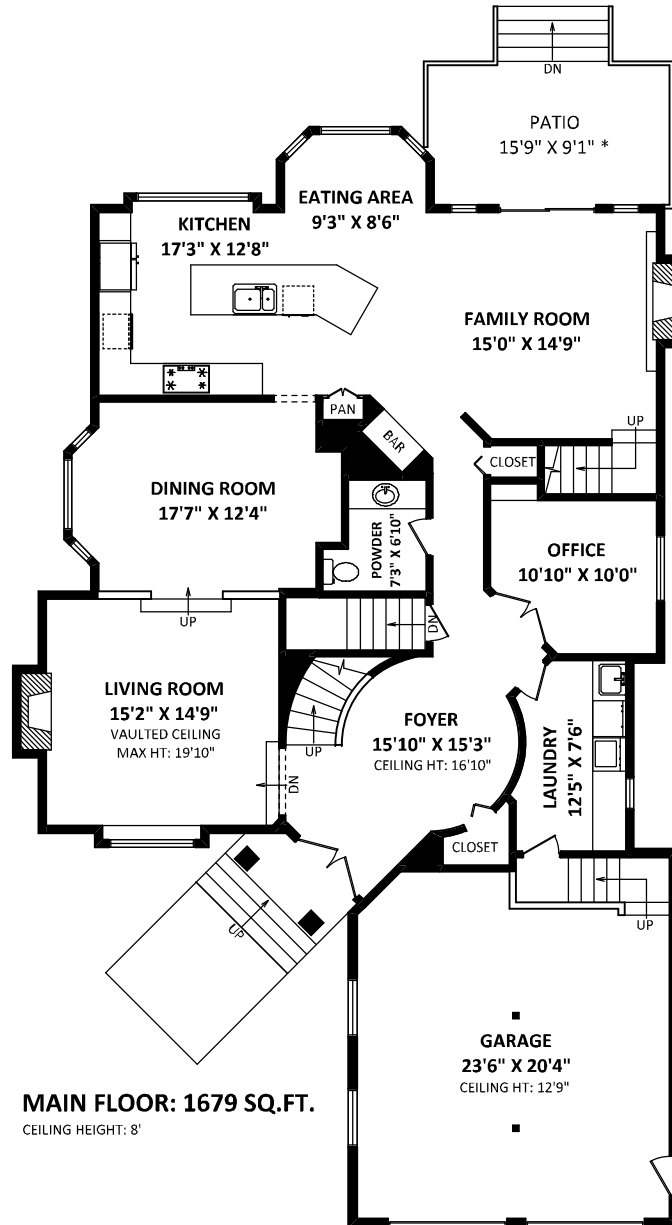 DN
PATIO
15'9" X 9'1" *
EATING AREA
9'3" X 8'6"
KITCHEN
17'3" X 12'8"
FAMILY ROOM
15'0" X 14'9"
PAN
BAR
UP
CLOSET
DINING ROOM
17'7" X 12'4"
POWDER
7'3" X 6'10"
OFFICE
10'10" X 10'0"
UP
DN
LIVING ROOM
15'2" X 14'9"
VAULTED CEILING
MAX HT: 19'10"
UP
FOYER
15'10" X 15'3"
CEILING HT: 16'10"
DN
LAUNDRY
12'5" X 7'6"
CLOSET
UP
UP
GARAGE
23'6" X 20'4"
CEILING HT: 12'9"
MAIN FLOOR: 1679 SQ.FT.
CEILING HEIGHT: 8'